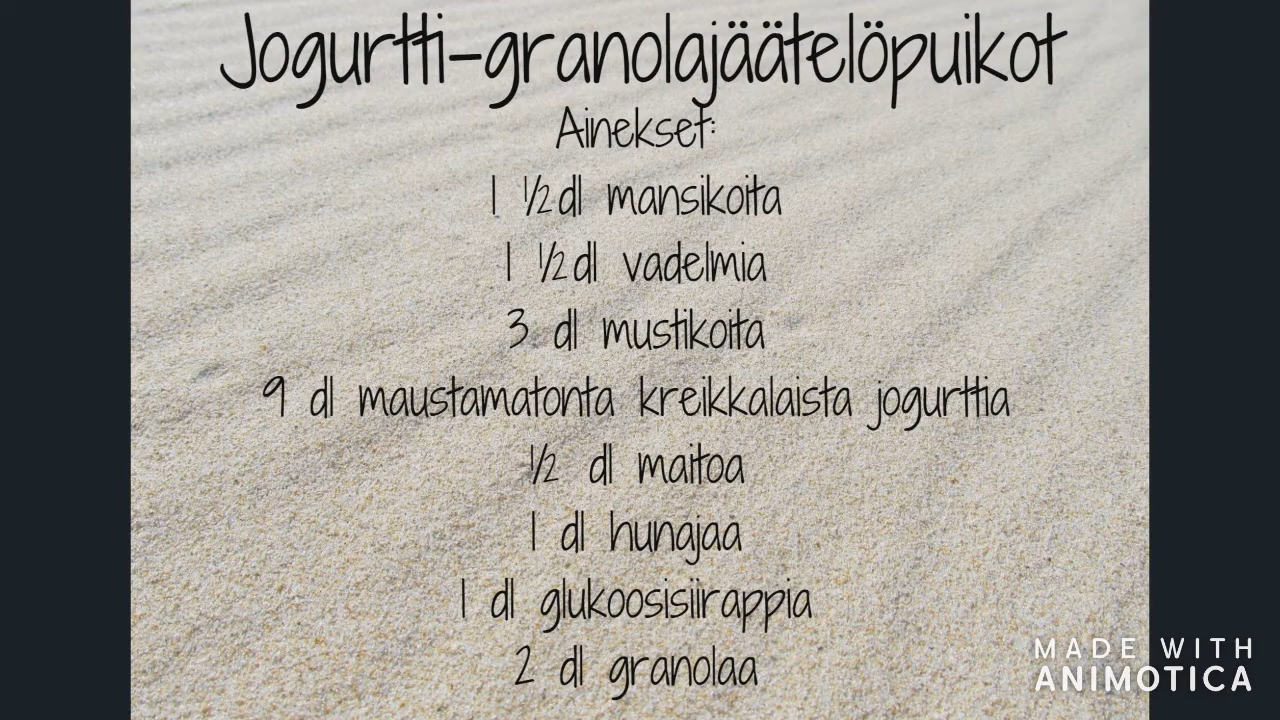 Jogurtti-granolajäätelöpuikot
Ainekset:
1 ½dl mansikoita
1 ½dl vadelmia
3 dl mustikoita
9 dl maustamatonta kreikkalaista jogurttia
½ dl maitoa
1 dl hunajaa
1 dl glukoosisiirappia
2 dl granolaa
MADE WITH
ANIMOTICA